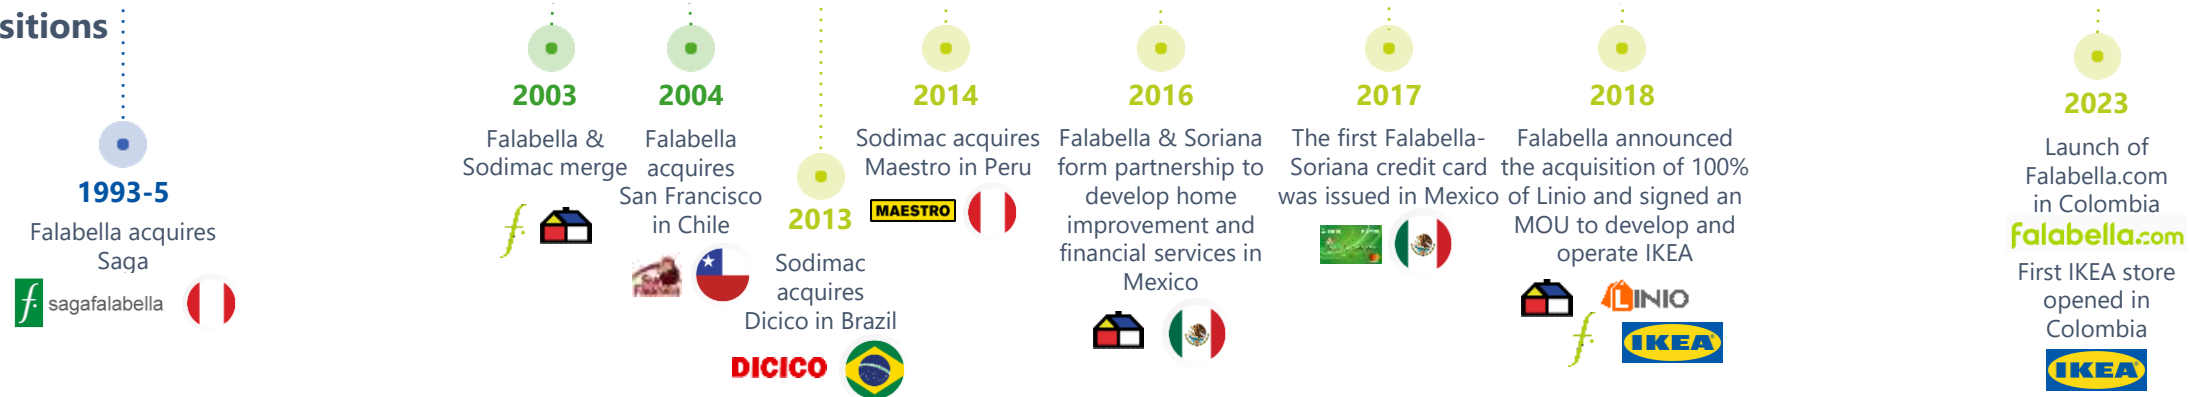 sitions
1993-5
Falabella acquires
Saga
f. sagafalabella
2003
Falabella &
Sodimac merge
f.
2004
Falabella
acquires
San Francisco
in Chile
2013
Sodimac
acquires
Dicico in Brazil
DICICO
2014
Sodimac acquires
Maestro in Peru
MAESTRO
2016
Falabella & Soriana
form partnership to
develop home
improvement and
financial services in
Mexico
2017
The first Falabella-
Soriana credit card
was issued in Mexico
2018
Falabella announced
the acquisition of 100%
of Linio and signed an
MOU to develop and
operate IKEA
LINIO
f.
IKEA
2023
Launch of
Falabella.com
in Colombia
falabella.com
First IKEA store
opened in
Colombia
IKEA